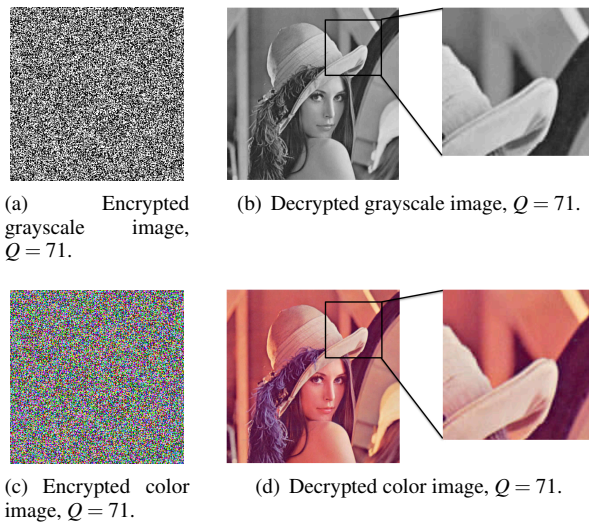 (a) Encrypted
grayscale image,
Q = 71.
(b) Decrypted grayscale image, Q = 71.
(c) Encrypted color
image, Q = 71.
(d) Decrypted color image, Q = 71.